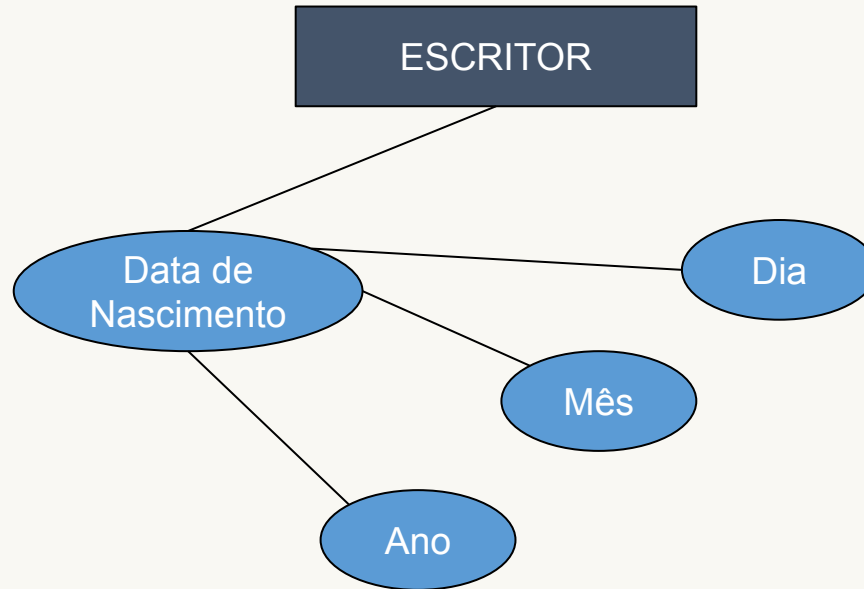 ESCRITOR
Data de
Nascimento
Dia
Mês
Ano